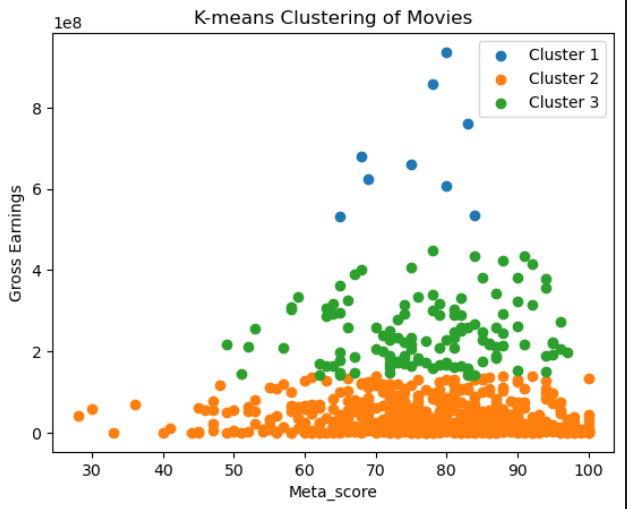 K-means Clustering of Movies
1e8
Cluster 1
Cluster 2
Cluster 3
8
6
4
2
0
Gross Earnings
30 40 50 60 70 80 90 100
Meta_score